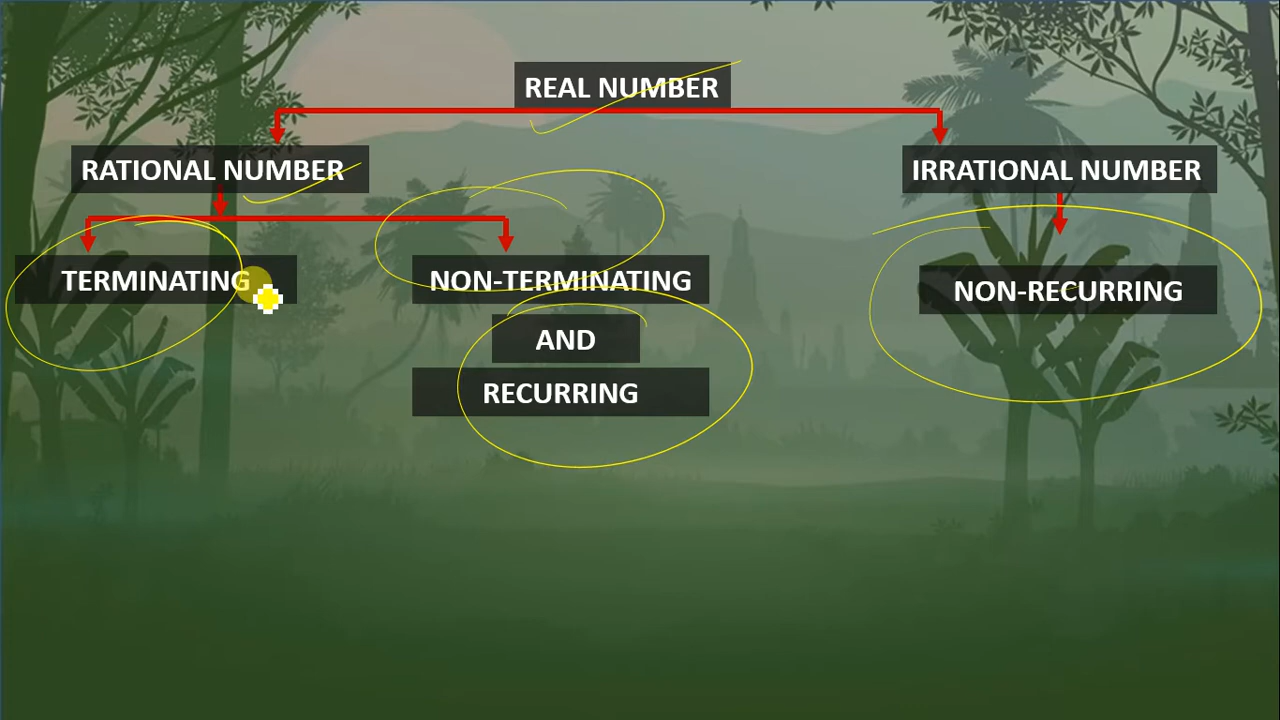 REAL NUMBER
RATIONAL NUMBER
IRRATIONAL NUMBER
TERMINATING
NON-TERMINATING
AND
RECURRING
NON-RECURRING